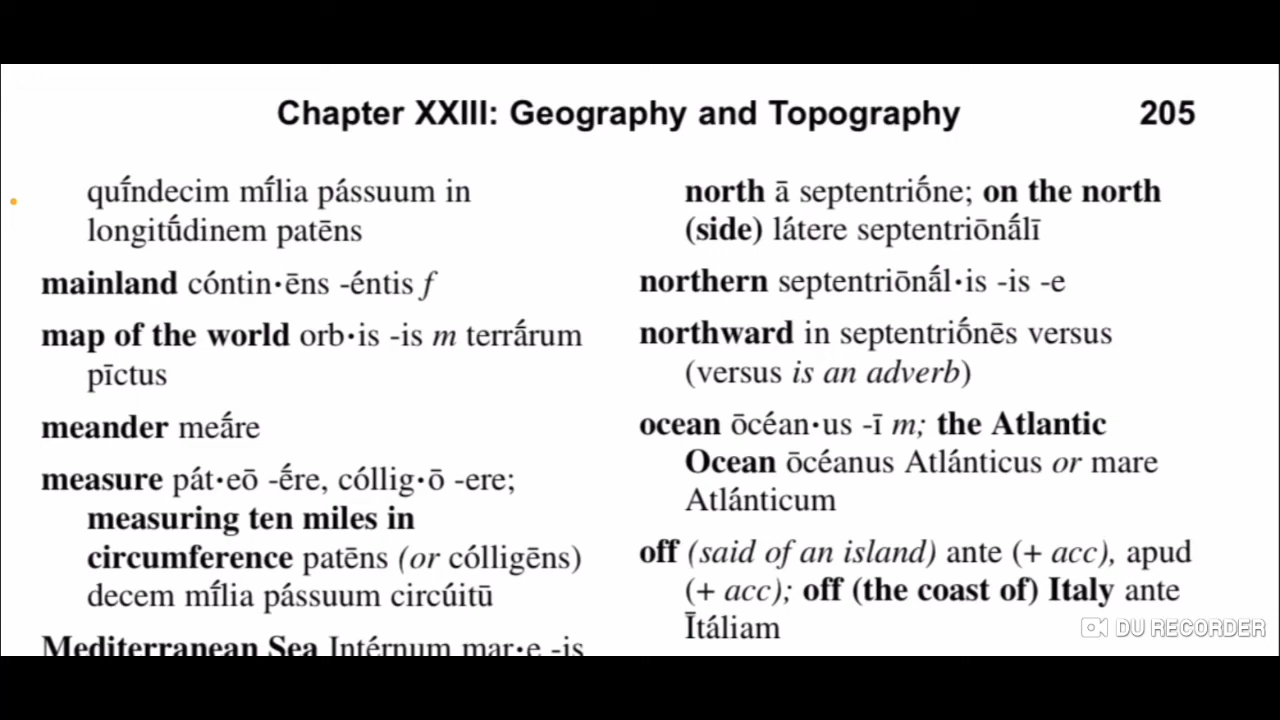 Chapter XXIII: Geography and Topography 205
quī́ndecim mī́lia pássuum in
longitū́dinem patēns
mainland cóntin•ēns -éntis f
map of the world orb•is -is m terrā́rum
pīctus
meander meā́re
measure pát•eō -ḗre, cóllig•ō -ere;
measuring ten miles in
circumference patēns (or cólligēns)
decem mī́lia pássuum circúitū
Mediterranean Sea Intérnum mar•e -is
north ā septentriṓne; on the north
(side) látere septentriōnā́lī
northern septentriōnā́l•is -is -e
northward in septentriṓnēs versus
(versus is an adverb)
ocean ōcéan•us -ī m; the Atlantic
Ocean ōcéanus Atlánticus or mare
Atlánticum
off (said of an island) ante (+ acc), apud
(+ acc); off (the coast of) Italy ante
Ītáliam
DU RECORDER